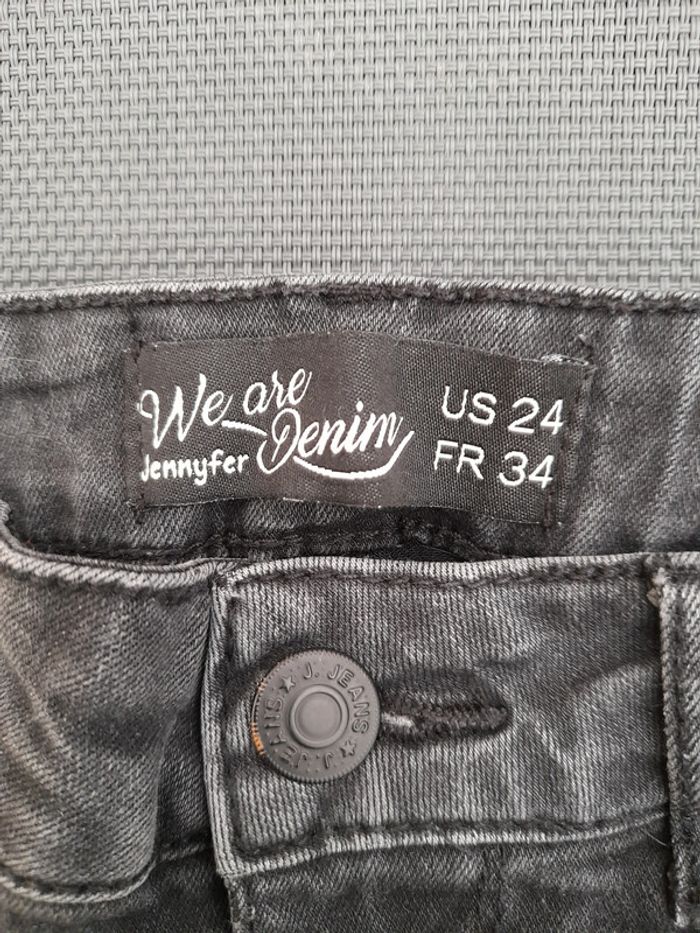 We are
Denim
Jennyfer
US 24
FR 34
J. JEANS ★ J. JEANS ★